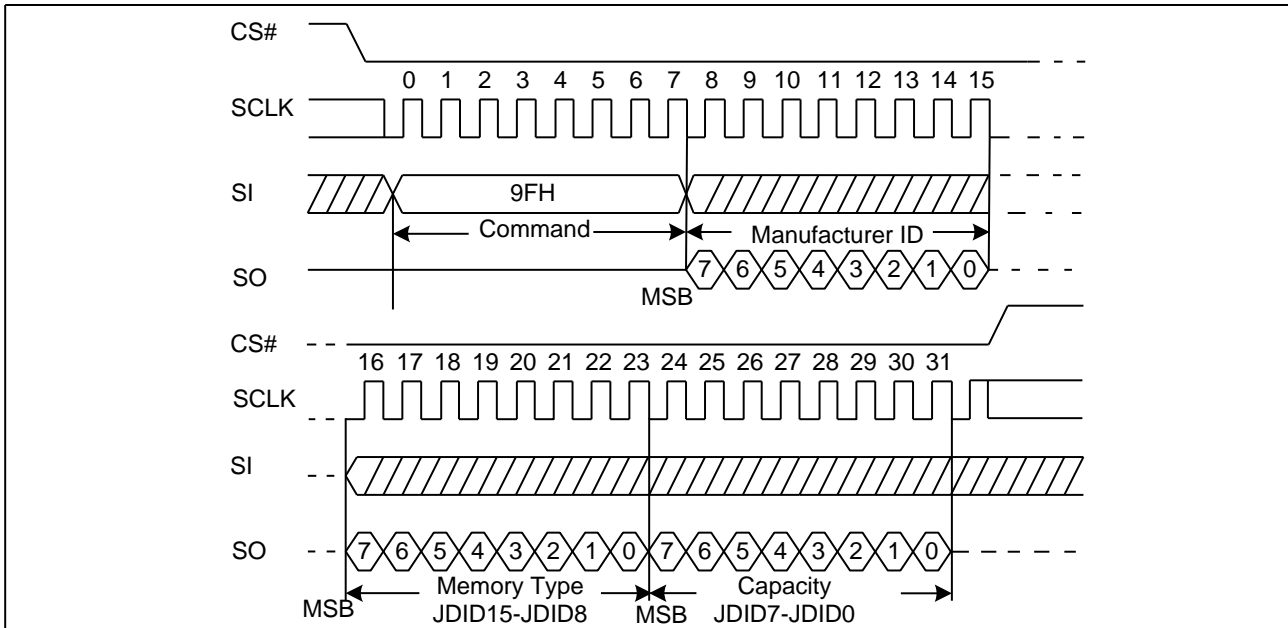 CS#
0 1 2 3 4 5 6 7 8 9 10 11 12 13 14 15
SCLK
SI
9FH
Command
Manufacturer ID
SO
7 6 5 4 3 2 1 0
MSB
CS#
16 17 18 19 20 21 22 23 24 25 26 27 28 29 30 31
SCLK
SI
SO
7 6 5 4 3 2 1 0 7 6 5 4 3 2 1 0
Memory Type Capacity
MSB JDID15-JDID8 MSB JDID7-JDID0